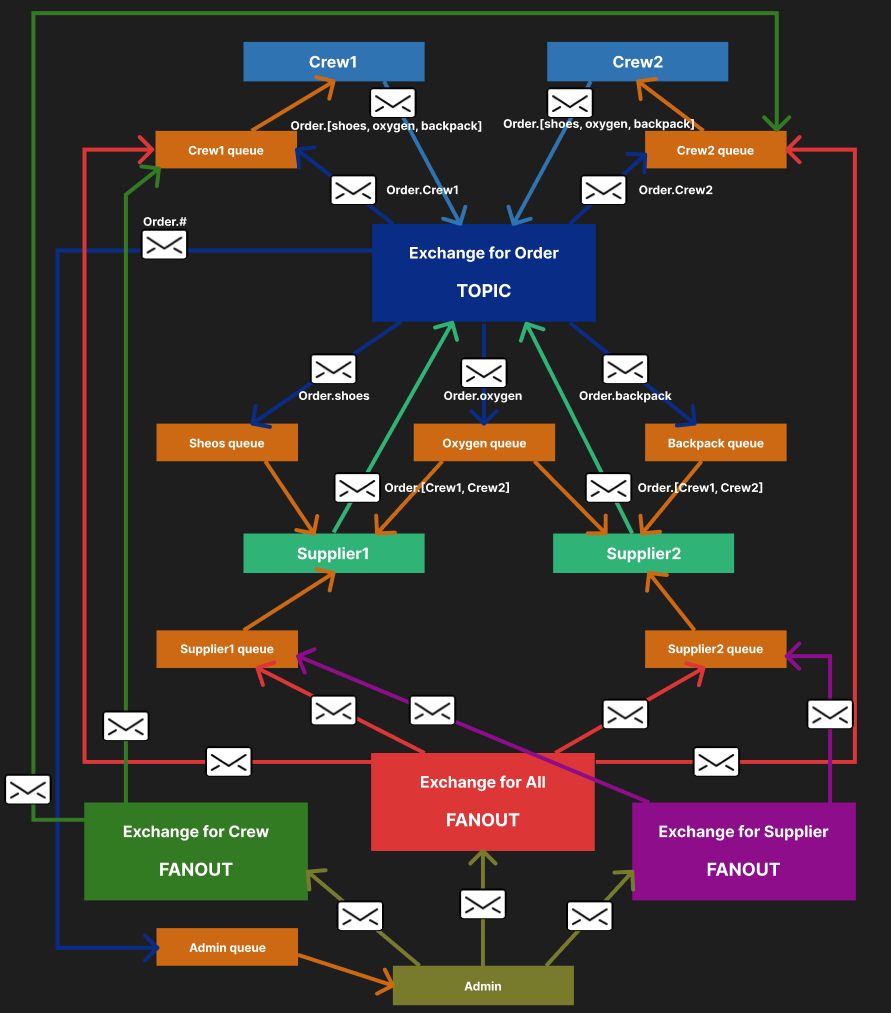 Crew1
Crew2
Order.[shoes, oxygen, backpack]
Order.[shoes, oxygen, backpack]
Crew1 queue
Crew2 queue
Order.Crew1
Order.Crew2
Order.#
Exchange for Order
TOPIC
Order.shoes
Order.oxygen
Order.backpack
Sheos queue
Oxygen queue
Backpack queue
Order.[Crew1, Crew2]
Order.[Crew1, Crew2]
Supplier1
Supplier2
Supplier1 queue
Supplier2 queue
Exchange for All
FANOUT
Exchange for Crew
FANOUT
Exchange for Supplier
FANOUT
Admin queue
Admin